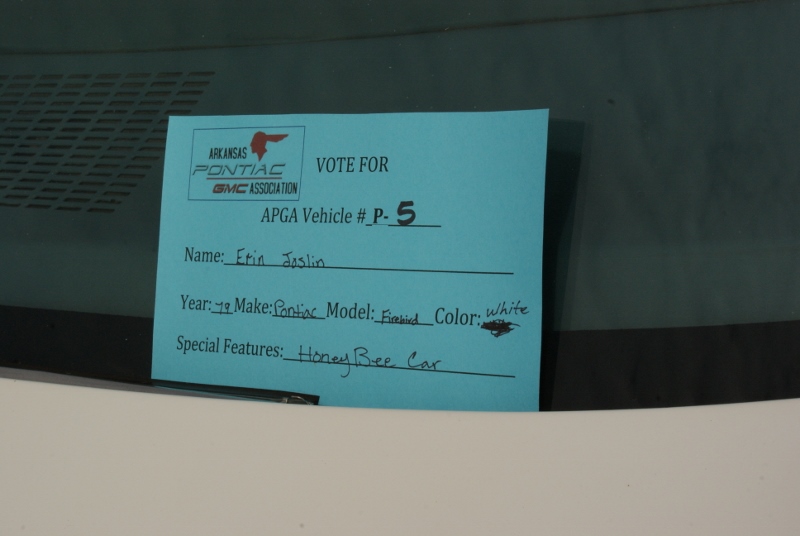 ARKANSAS
PONTIAC
GMC ASSOCIATION
VOTE FOR
APGA Vehicle # P- 5
Name: Erin Joslin
Year: 79 Make: Pontiac Model: Firebird Color: White
Special Features: Honey Bee Car